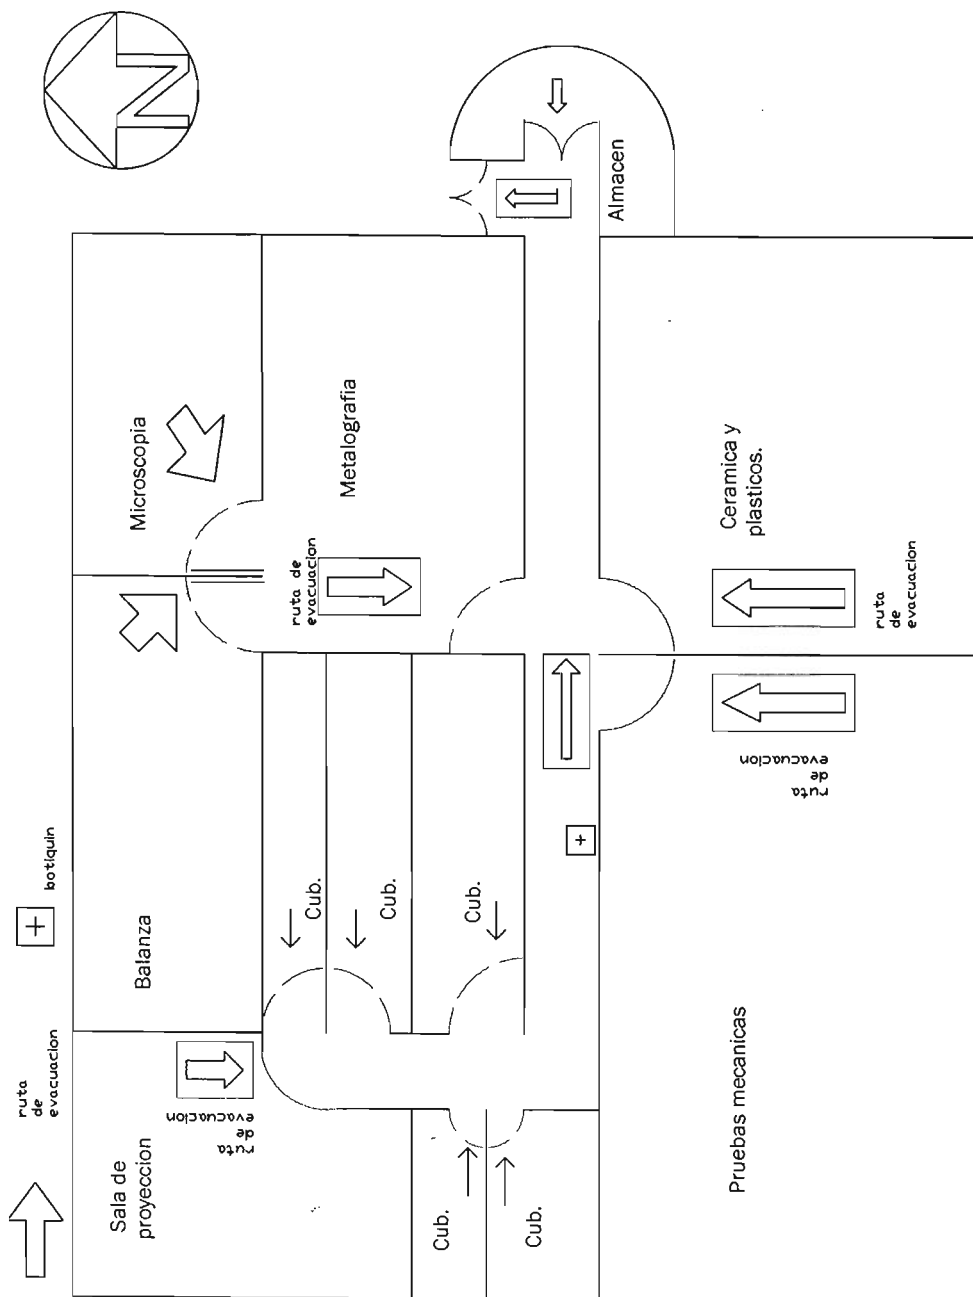 N
ruta
de
evacuacion
+
botiquin
Sala de
proyeccion
ruta
de
evacuacion
Balanza
Microscopia
Cub.
Cub.
Cub.
ruta de
evacuacion
Metalografia
Cub.
Cub.
+
Almacen
Pruebas mecanicas
ruta
de
evacuacion
Ceramica y
plasticos.
ruta
de
evacuacion